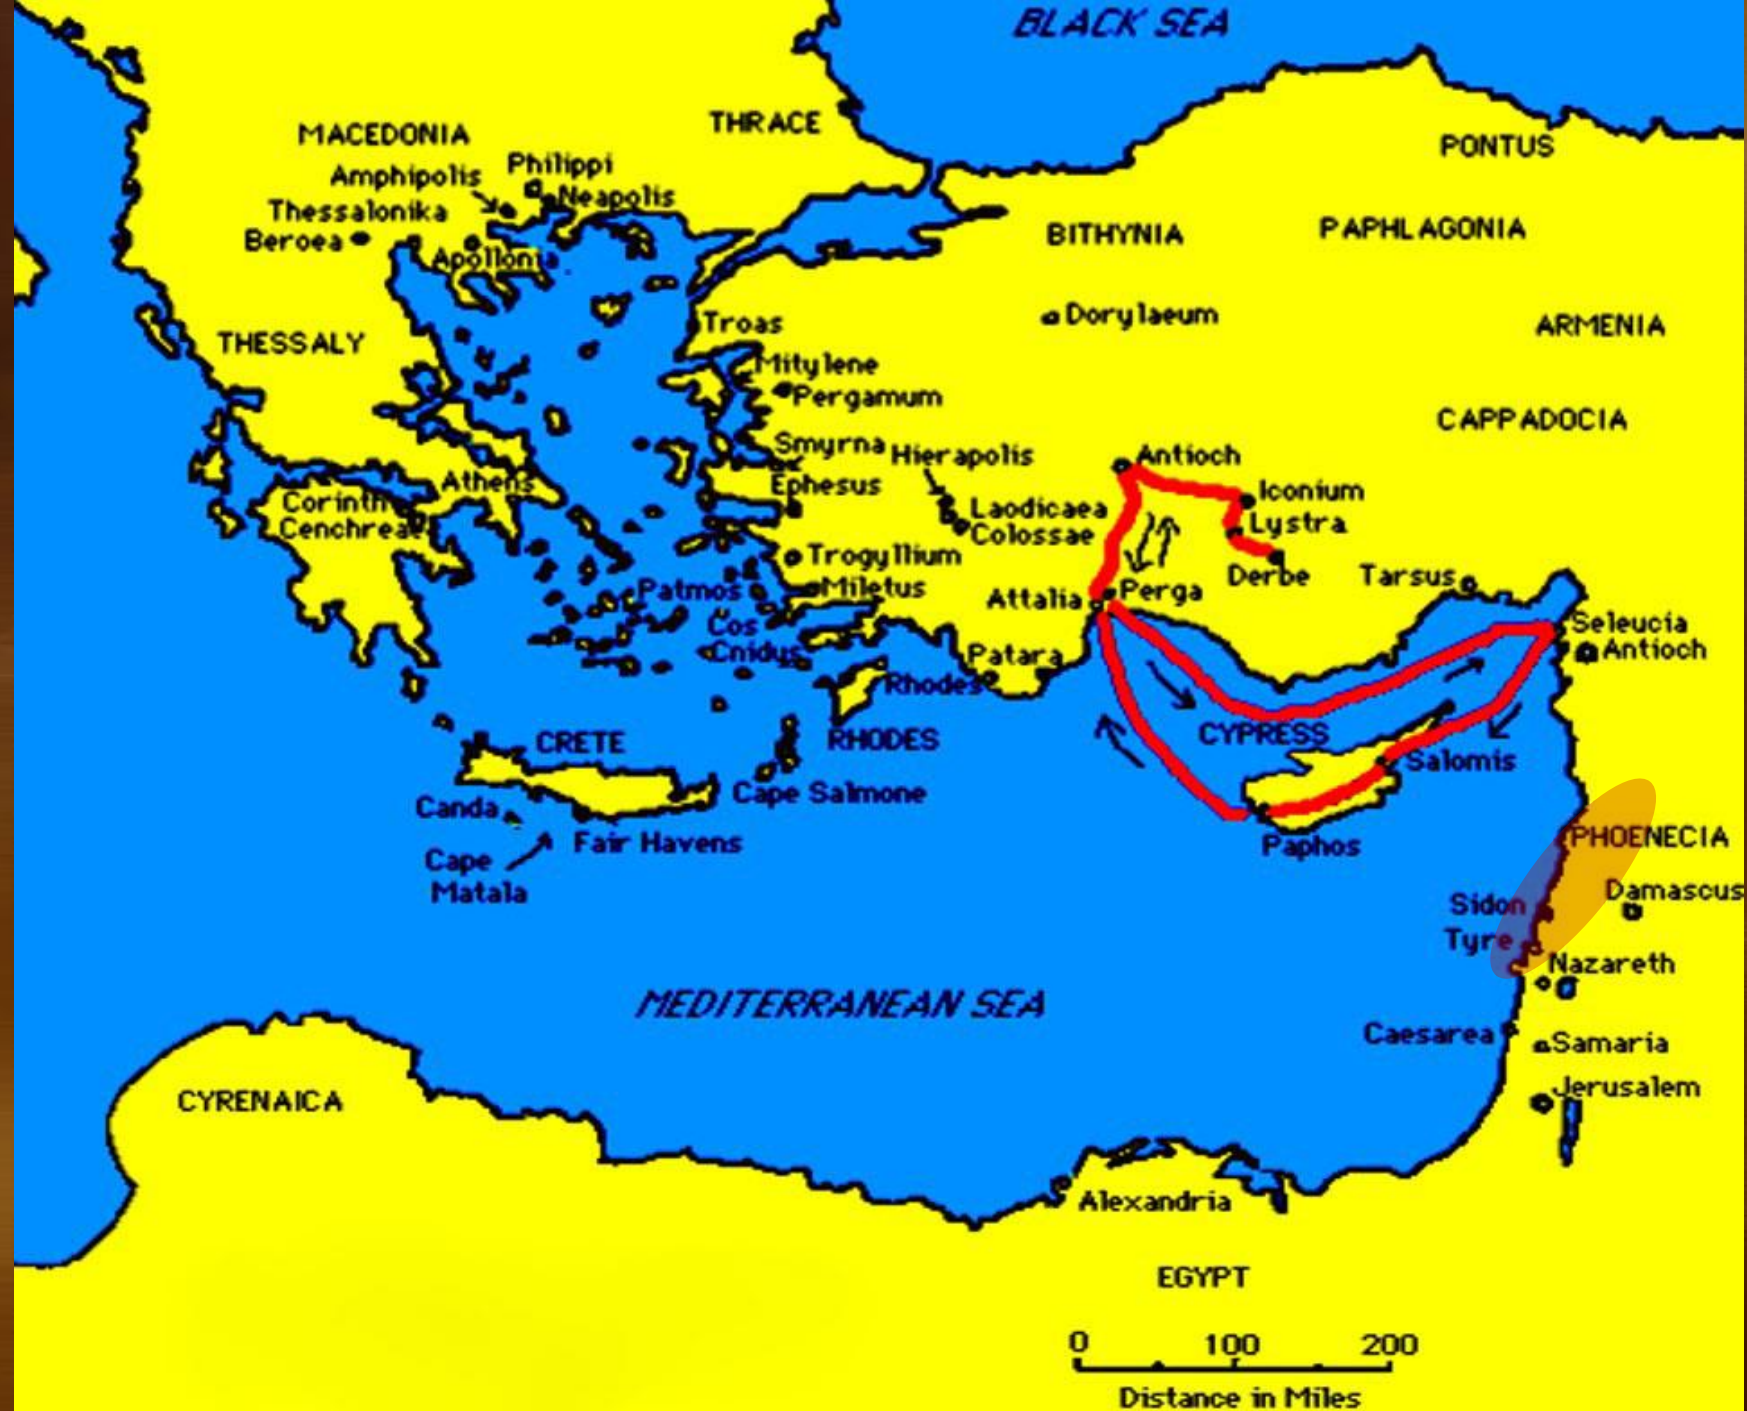 BLACK SEA
THRACE
MACEDONIA
PONTUS
Philippi
Amphipolis
Neapolis
Thessalonika
Beroea
Apollonia
BITHYNIA
PAPHLAGONIA
Dorylaeum
Troas
ARMENIA
THESSALY
Mitylene
Pergamum
CAPPADOCIA
Smyrna
Hierapolis
Antioch
Athens
Ephesus
Iconium
Corinth
Laodicaea
Lystra
Cenchreae
Colossae
Trogyllium
Derbe
Tarsus
Patmos
Miletus
Attalia
Perga
Cos
Seleucia
Cnidus
Patara
Antioch
Rhodes
CRETE
RHODES
CYPRESS
Salomis
Cape Salmone
Canda
Fair Havens
Paphos
PHOENECIA
Cape
Matala
Damascus
Sidon
Tyre
Nazareth
MEDITERRANEAN SEA
Caesarea
Samaria
Jerusalem
CYRENAICA
Alexandria
EGYPT
0 100 200
Distance in Miles